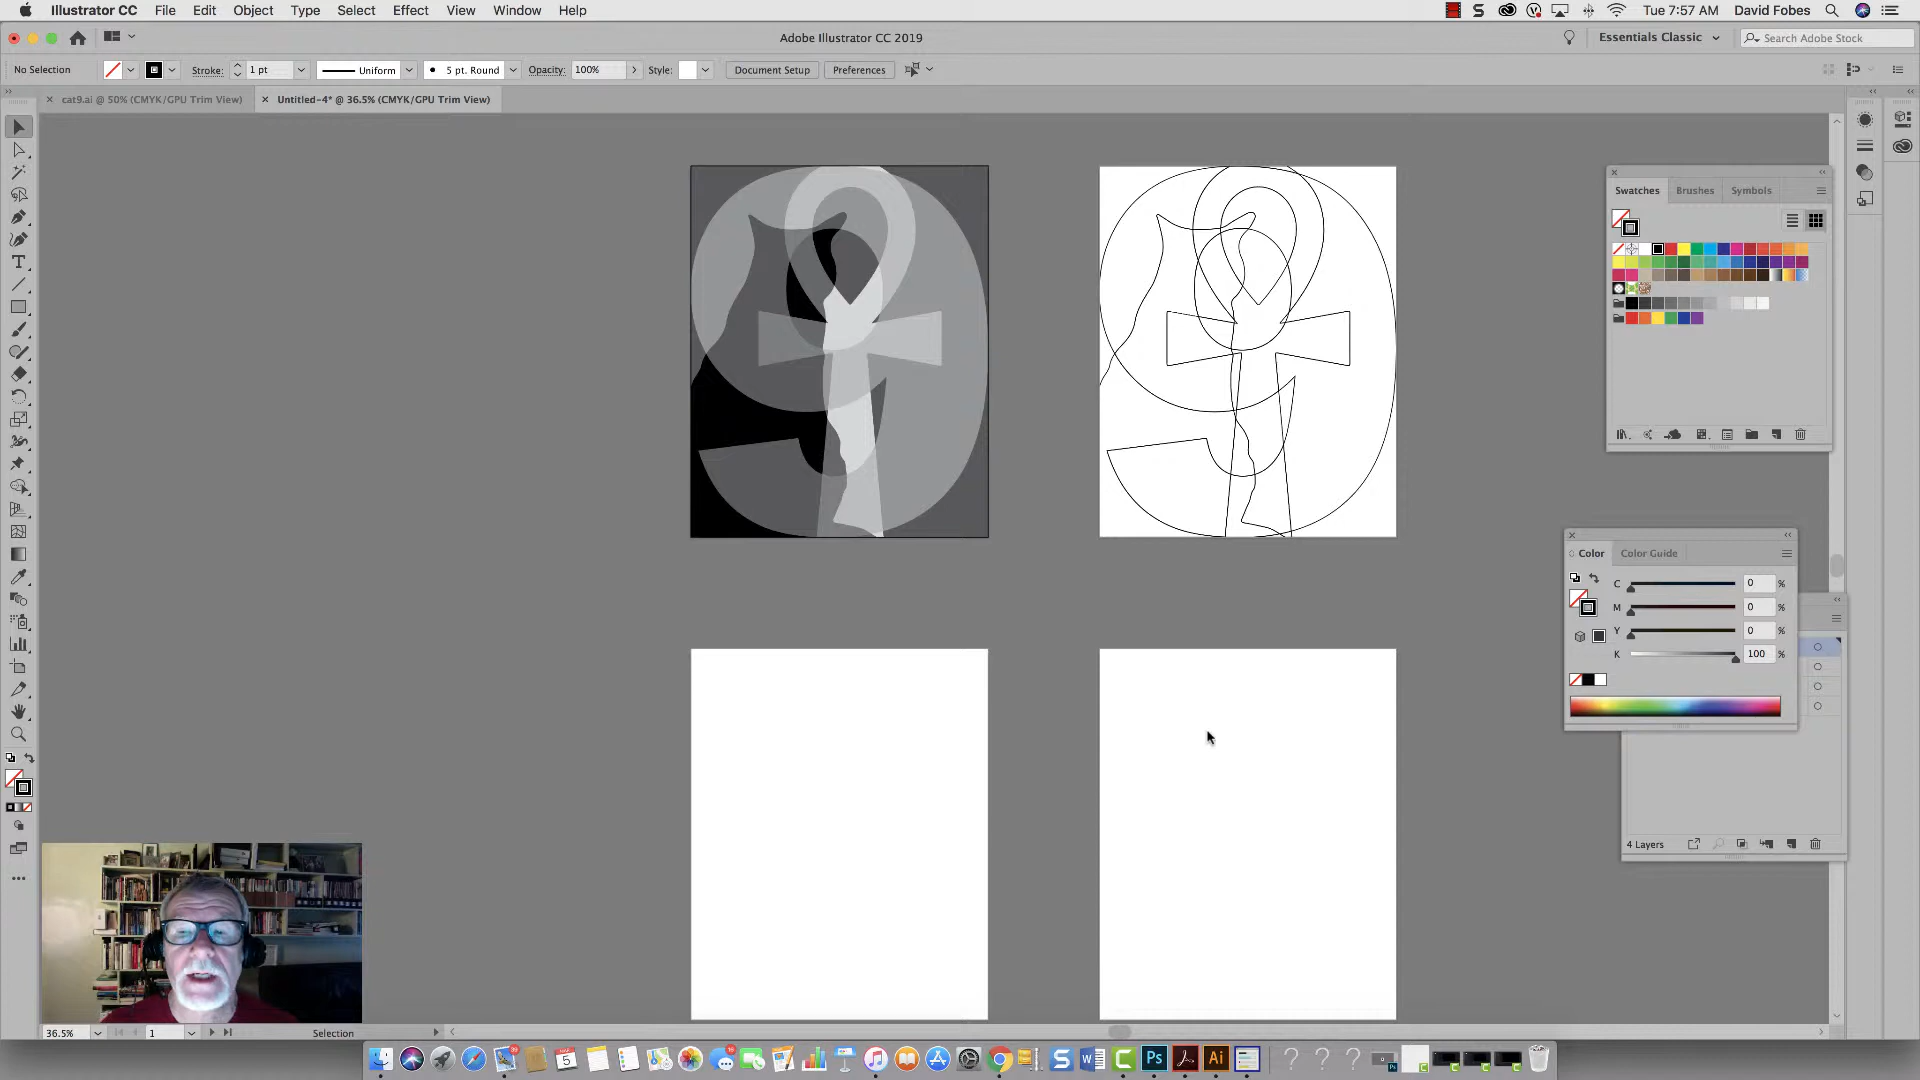 Illustrator CC File Edit Object Type Select Effect View Window Help
Tue 7:57 AM David Fobes
Adobe Illustrator CC 2019
Essentials Classic
Search Adobe Stock
No Selection
Stroke: 1 pt Uniform 5 pt. Round Opacity: 100% Style: Document Setup Preferences
cat9.ai @ 50% (CMYK/GPU Trim View)
Untitled-4* @ 36.5% (CMYK/GPU Trim View)
Swatches Brushes Symbols
Color Color Guide
C 0 %
M 0 %
Y 0 %
K 100 %
4 Layers
36.5% 1 Selection
5
Ps Ai